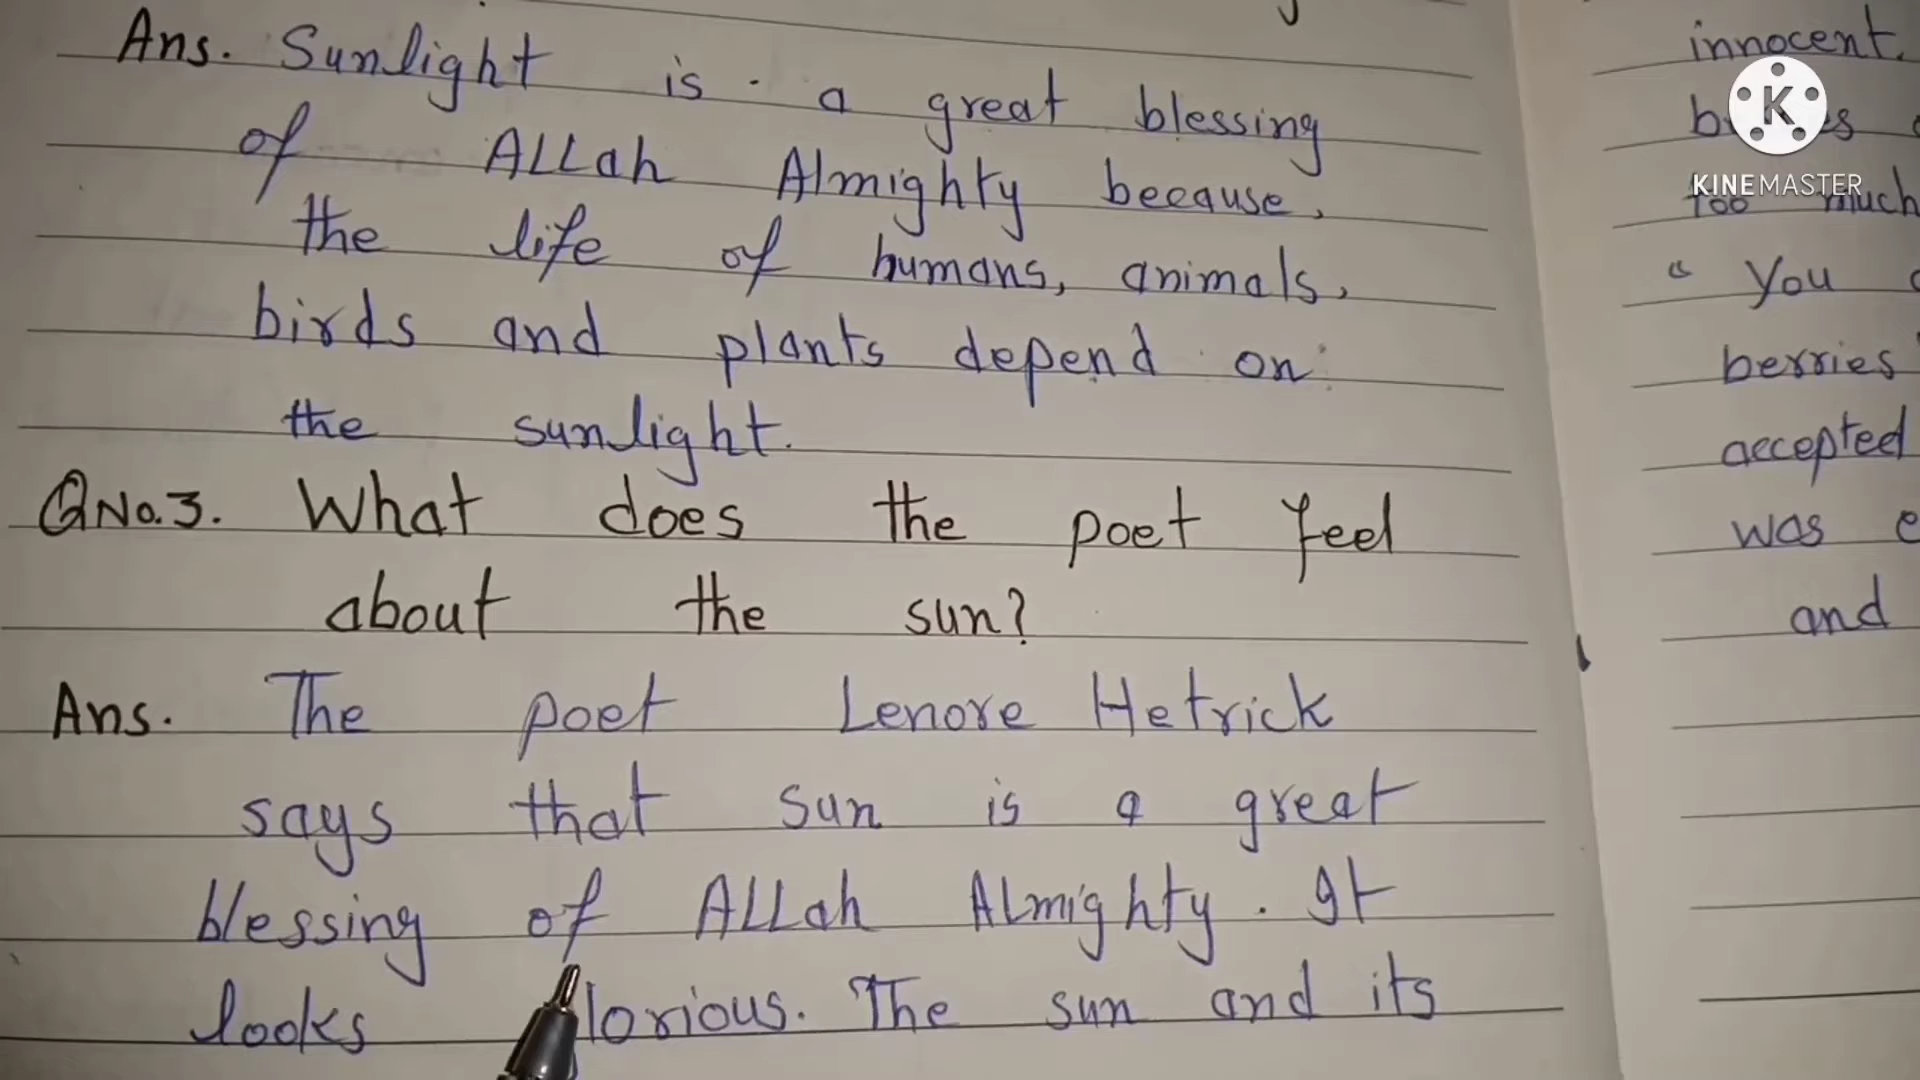 Ans. Sunlight is a great blessing
of ALLah Almighty because,
the life of humans, animals,
birds and plants depend on
the sunlight.
QNo.3. What does the poet feel
about the sun?
Ans. The poet Lenore Hetrick
says that sun is a great
blessing of ALLah ALmighty. It
looks lorious. The sun and its
innocent.
too much
" You
berries
accepted
was
and
K
KINEMASTER